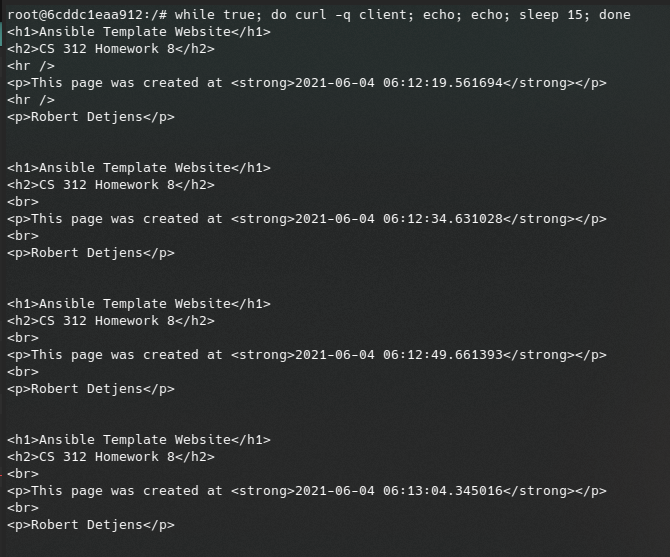 root@6cddc1eaa912:/# while true; do curl -q client; echo; echo; sleep 15; done
<h1>Ansible Template Website</h1>
<h2>CS 312 Homework 8</h2>
<hr />
<p>This page was created at <strong>2021-06-04 06:12:19.561694</strong></p>
<hr />
<p>Robert Detjens</p>
<h1>Ansible Template Website</h1>
<h2>CS 312 Homework 8</h2>
<br>
<p>This page was created at <strong>2021-06-04 06:12:34.631028</strong></p>
<br>
<p>Robert Detjens</p>
<h1>Ansible Template Website</h1>
<h2>CS 312 Homework 8</h2>
<br>
<p>This page was created at <strong>2021-06-04 06:12:49.661393</strong></p>
<br>
<p>Robert Detjens</p>
<h1>Ansible Template Website</h1>
<h2>CS 312 Homework 8</h2>
<br>
<p>This page was created at <strong>2021-06-04 06:13:04.345016</strong></p>
<br>
<p>Robert Detjens</p>